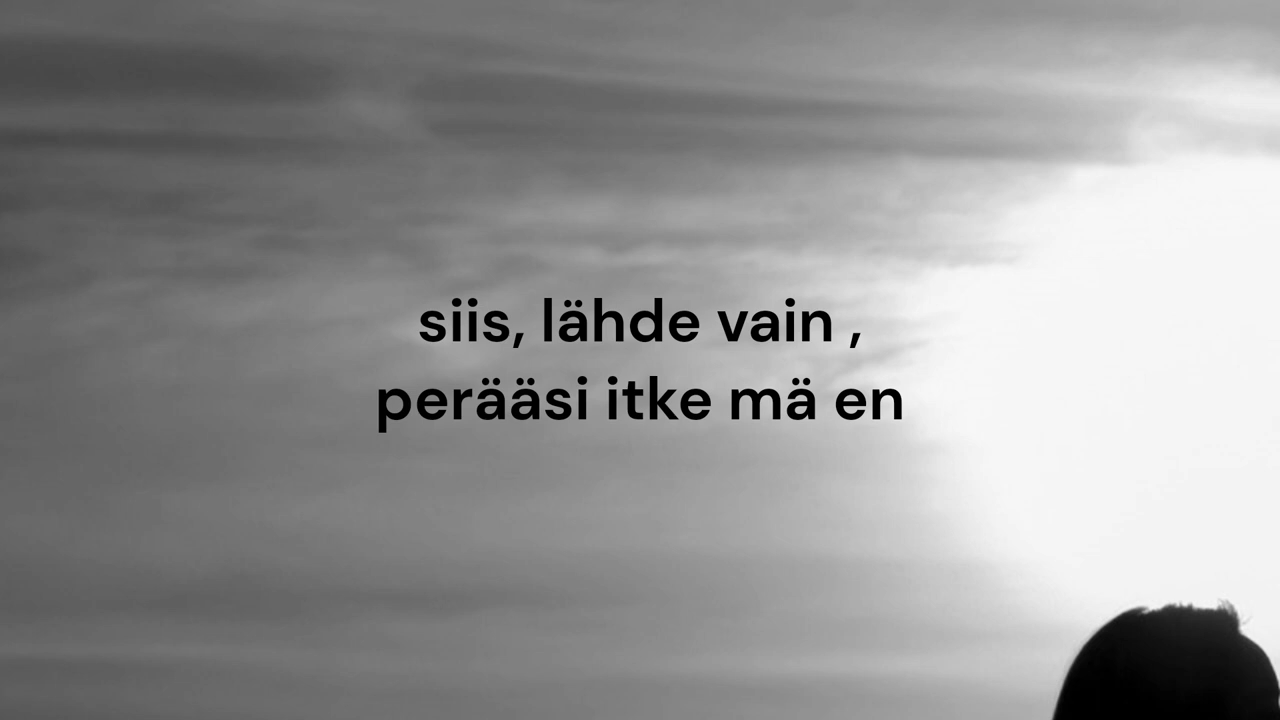 siis, lähde vain ,
perääsi itke mä en